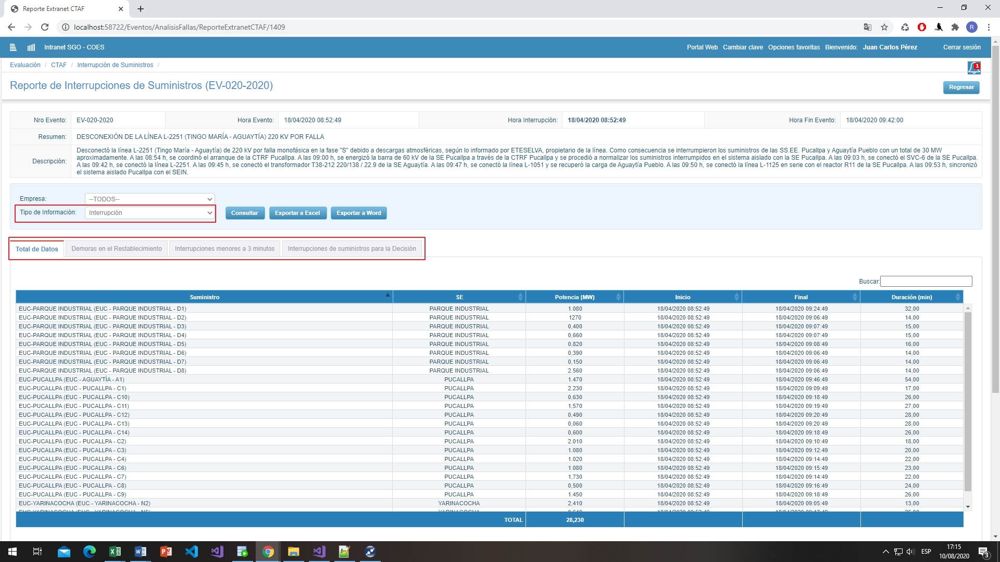 Reporte Extranet CTAF
localhost:58722/Eventos/AnalisisFallas/ReporteExtranetCTAF/1409
R
Intranet SGO - COES
Portal Web Cambiar clave Opciones favoritas Bienvenido: Juan Carlos Pérez Cerrar sesión
Evaluación / CTAF / Interrupción de Suministros /
1
Reporte de Interrupciones de Suministros (EV-020-2020)
Regresar
Nro Evento: EV-020-2020 Hora Evento: 18/04/2020 08:52:49 Hora Interrupción: 18/04/2020 08:52:49 Hora Fin Evento: 18/04/2020 09:42:00
Resumen: DESCONEXIÓN DE LA LÍNEA L-2251 (TINGO MARÍA - AGUAYTÍA) 220 KV POR FALLA
Descripción:
Desconectó la línea L-2251 (Tingo María - Aguaytía) de 220 kV por falla monofásica en la fase "S" debido a descargas atmosféricas, según lo informado por ETESELVA, propietario de la línea. Como consecuencia se interrumpieron los suministros de las SS.EE. Pucallpa y Aguaytía Pueblo con un total de 30 MW
aproximadamente. A las 08:54 h, se coordinó el arranque de la CTRF Pucallpa. A las 09:00 h, se energizó la barra de 60 kV de la SE Pucallpa a través de la CTRF Pucallpa y se procedió a normalizar los suministros interrumpidos en el sistema aislado con la SE Pucallpa. A las 09:03 h, se conectó el SVC-6 de la SE Pucallpa.
A las 09:42 h, se conectó la línea L-2251. A las 09:45 h, se conectó el transformador T38-212 220/138 / 22.9 de la SE Aguaytía. A las 09:47 h, se conectó la línea L-1051 y se recuperó la carga de Aguaytía Pueblo. A las 09:50 h, se conectó la línea L-1125 en serie con el reactor R11 de la SE Pucallpa. A las 09:53 h, sincronizó
el sistema aislado Pucallpa con el SEIN.
Empresa: --TODOS--
Tipo de Información: Interrupción Consultar Exportar a Excel Exportar a Word
Total de Datos Demoras en el Restablecimiento Interrupciones menores a 3 minutos Interrupciones de suministros para la Decisión
Buscar:
Suministro SE Potencia (MW) Inicio Final Duración (min)
EUC-PARQUE INDUSTRIAL (EUC - PARQUE INDUSTRIAL - D1) PARQUE INDUSTRIAL 1.080 18/04/2020 08:52:49 18/04/2020 09:24:49 32,00
EUC-PARQUE INDUSTRIAL (EUC - PARQUE INDUSTRIAL - D2) PARQUE INDUSTRIAL 1270 18/04/2020 08:52:49 18/04/2020 09:06:49 14,00
EUC-PARQUE INDUSTRIAL (EUC - PARQUE INDUSTRIAL - D3) PARQUE INDUSTRIAL 0,400 18/04/2020 08:52:49 18/04/2020 09:07:49 15,00
EUC-PARQUE INDUSTRIAL (EUC - PARQUE INDUSTRIAL - D4) PARQUE INDUSTRIAL 0,660 18/04/2020 08:52:49 18/04/2020 09:07:49 15,00
EUC-PARQUE INDUSTRIAL (EUC - PARQUE INDUSTRIAL - D5) PARQUE INDUSTRIAL 0,820 18/04/2020 08:52:49 18/04/2020 09:08:49 16,00
EUC-PARQUE INDUSTRIAL (EUC - PARQUE INDUSTRIAL - D6) PARQUE INDUSTRIAL 0,390 18/04/2020 08:52:49 18/04/2020 09:06:49 14,00
EUC-PARQUE INDUSTRIAL (EUC - PARQUE INDUSTRIAL - D7) PARQUE INDUSTRIAL 0,150 18/04/2020 08:52:49 18/04/2020 09:06:49 14,00
EUC-PARQUE INDUSTRIAL (EUC - PARQUE INDUSTRIAL - D8) PARQUE INDUSTRIAL 2.560 18/04/2020 08:52:49 18/04/2020 09:06:49 14,00
EUC-PUCALLPA (EUC - AGUAYTÍA - A1) PUCALLPA 1.470 18/04/2020 08:52:49 18/04/2020 09:46:49 54,00
EUC-PUCALLPA (EUC - PUCALLPA - C1) PUCALLPA 2.230 18/04/2020 08:52:49 18/04/2020 09:09:49 17,00
EUC-PUCALLPA (EUC - PUCALLPA - C10) PUCALLPA 0,630 18/04/2020 08:52:49 18/04/2020 09:18:49 26,00
EUC-PUCALLPA (EUC - PUCALLPA - C11) PUCALLPA 1,570 18/04/2020 08:52:49 18/04/2020 09:19:49 27,00
EUC-PUCALLPA (EUC - PUCALLPA - C12) PUCALLPA 0,490 18/04/2020 08:52:49 18/04/2020 09:20:49 28,00
EUC-PUCALLPA (EUC - PUCALLPA - C13) PUCALLPA 0,060 18/04/2020 08:52:49 18/04/2020 09:20:49 28,00
EUC-PUCALLPA (EUC - PUCALLPA - C14) PUCALLPA 0,600 18/04/2020 08:52:49 18/04/2020 09:18:49 26,00
EUC-PUCALLPA (EUC - PUCALLPA - C2) PUCALLPA 2.010 18/04/2020 08:52:49 18/04/2020 09:10:49 18,00
EUC-PUCALLPA (EUC - PUCALLPA - C3) PUCALLPA 1.080 18/04/2020 08:52:49 18/04/2020 09:12:49 20,00
EUC-PUCALLPA (EUC - PUCALLPA - C4) PUCALLPA 1.020 18/04/2020 08:52:49 18/04/2020 09:14:49 22,00
EUC-PUCALLPA (EUC - PUCALLPA - C6) PUCALLPA 1.080 18/04/2020 08:52:49 18/04/2020 09:15:49 23,00
EUC-PUCALLPA (EUC - PUCALLPA - C7) PUCALLPA 1,730 18/04/2020 08:52:49 18/04/2020 09:14:49 22,00
EUC-PUCALLPA (EUC - PUCALLPA - C8) PUCALLPA 0,500 18/04/2020 08:52:49 18/04/2020 09:16:49 24,00
EUC-PUCALLPA (EUC - PUCALLPA - C9) PUCALLPA 1.450 18/04/2020 08:52:49 18/04/2020 09:18:49 26,00
EUC-YARINACOCHA (EUC - YARINACOCHA - N2) YARINACOCHA 2,410 18/04/2020 08:52:49 18/04/2020 09:05:49 13,00
TOTAL 28,230
ESP
17:15
10/08/2020
3